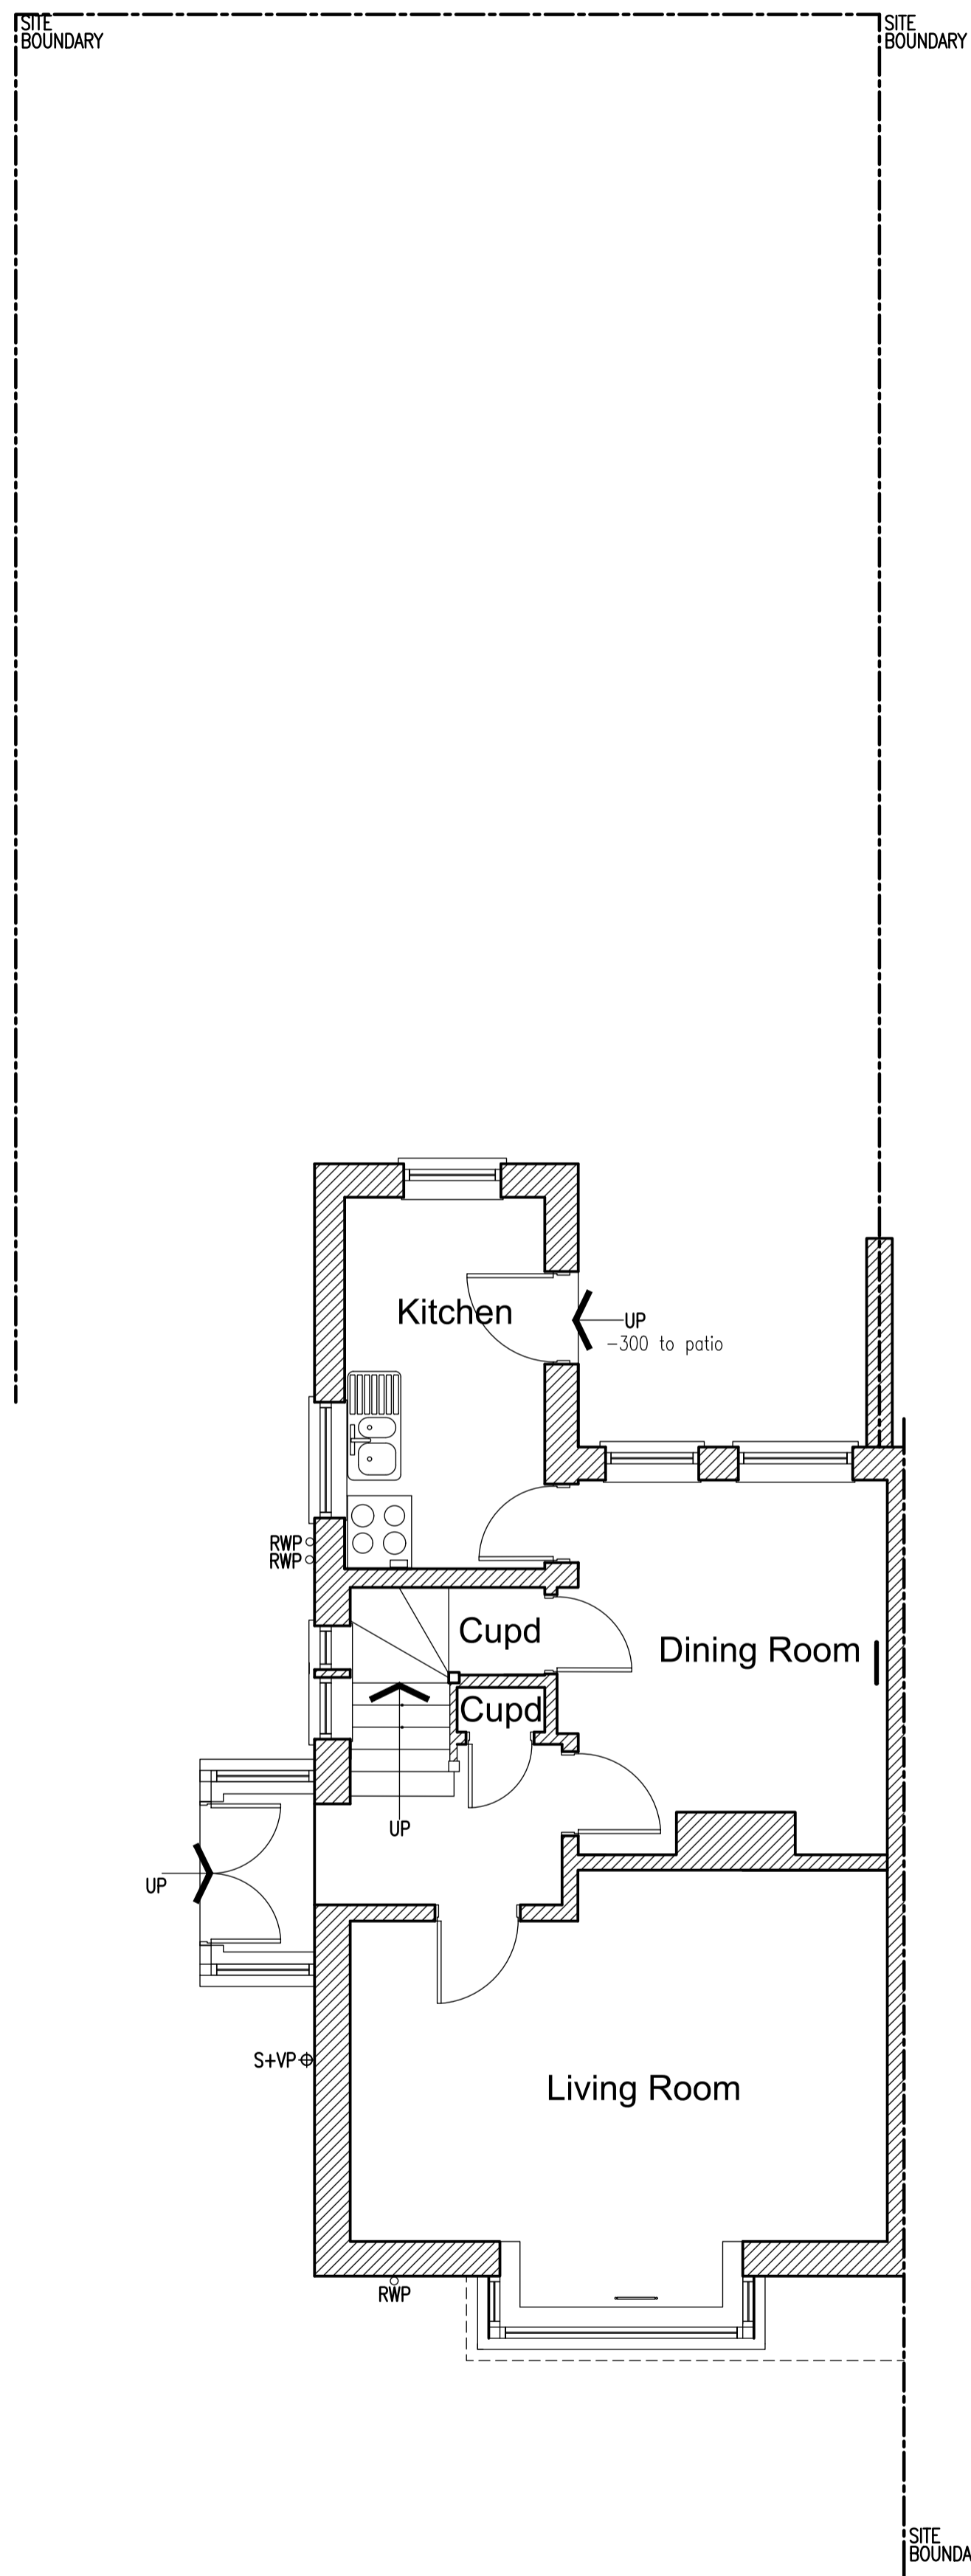 SITE
BOUNDARY
SITE
BOUNDARY
Kitchen
UP
-300 to patio
RWP
RWP
Cupd
Dining Room
Cupd
UP
UP
S+VP
Living Room
RWP
SITE
BOUNDA